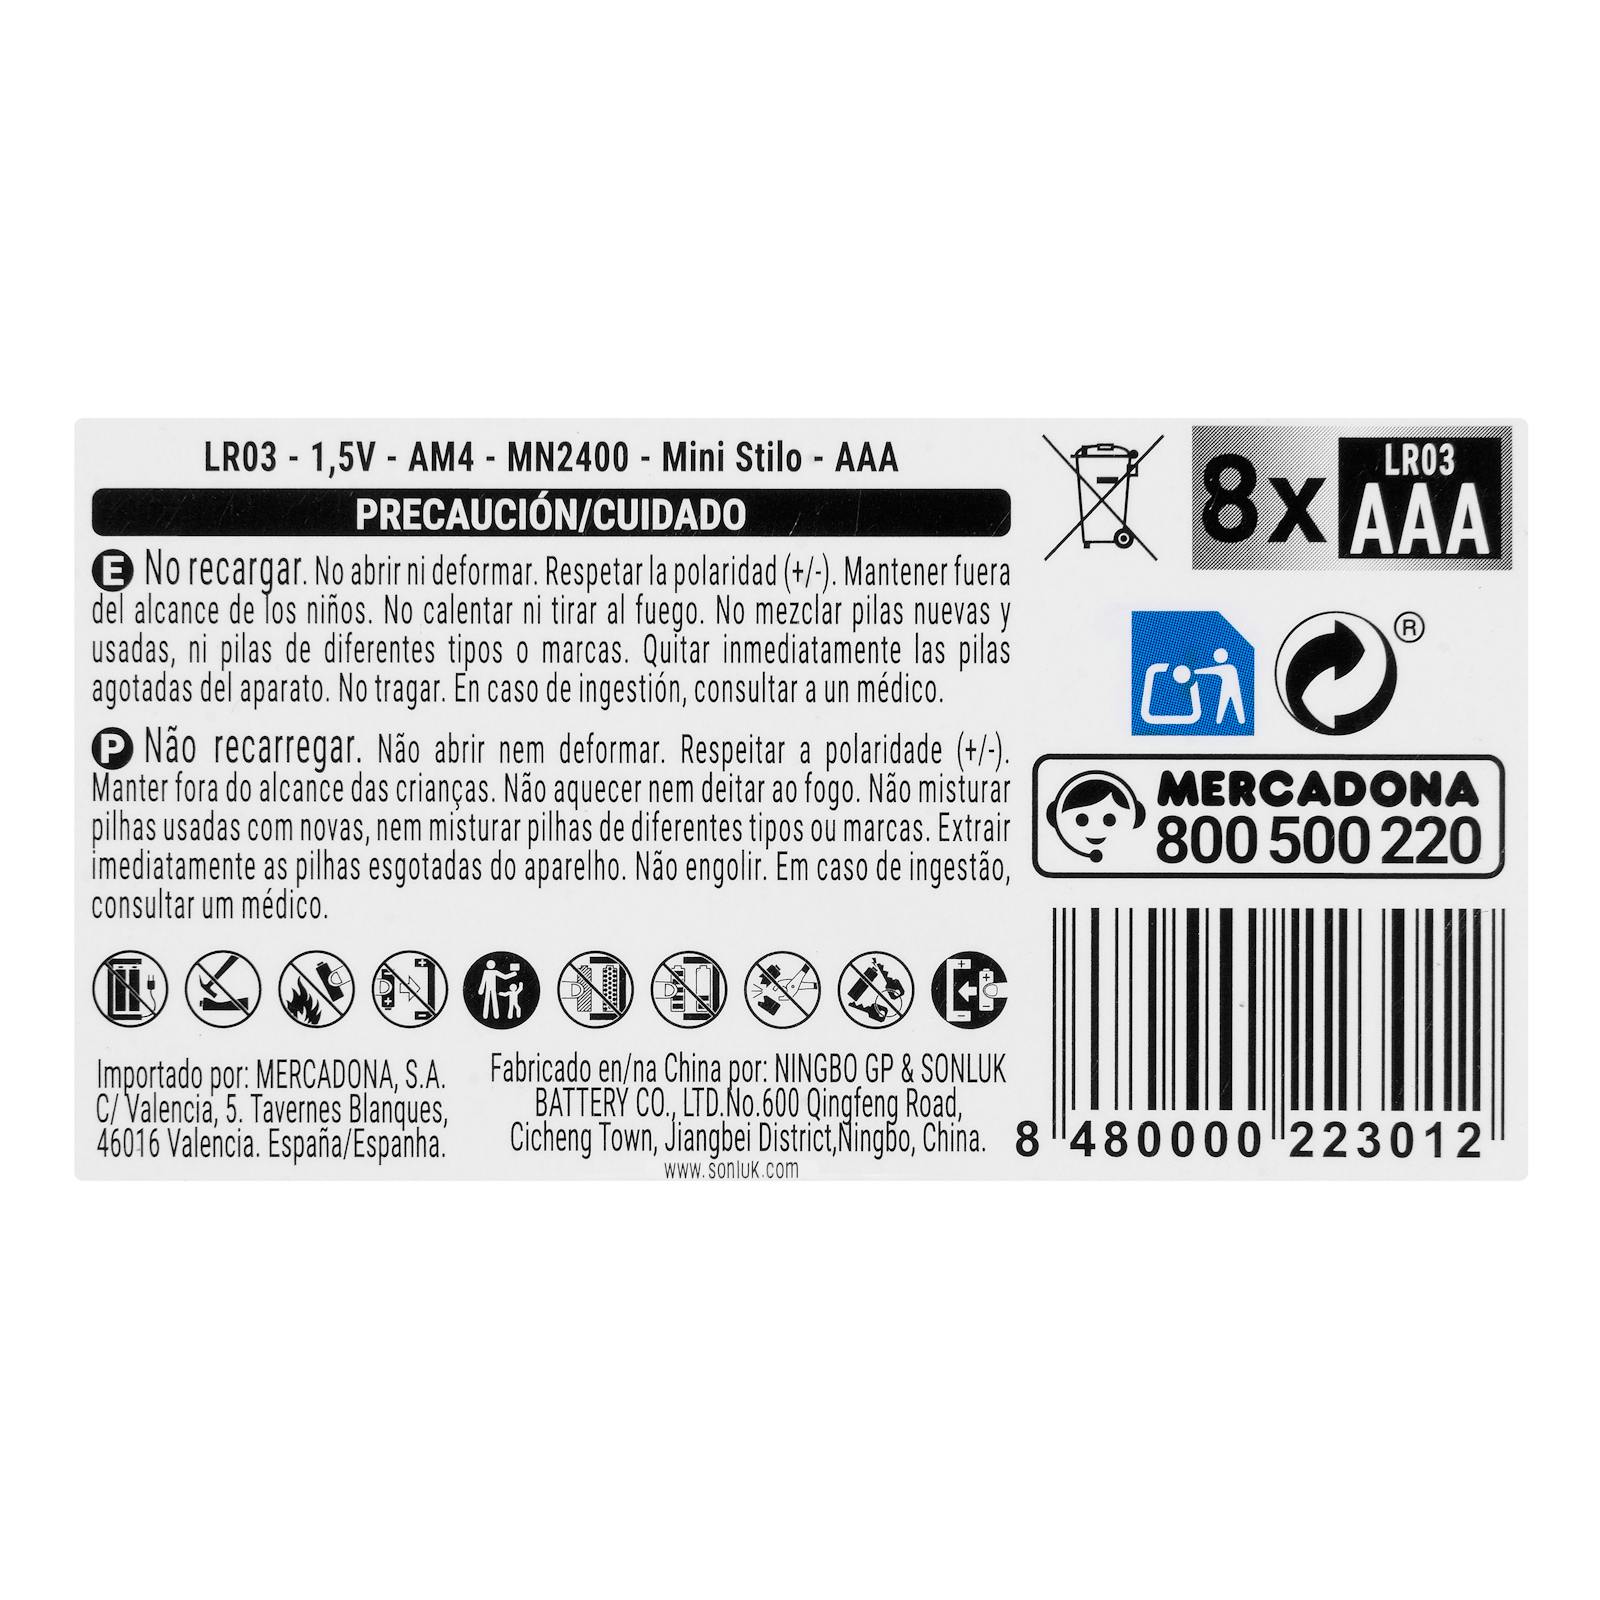 LR03 - 1,5V - AM4 - MN2400 - Mini Stilo - AAA
PRECAUCIÓN/CUIDADO
E No recargar. No abrir ni deformar. Respetar la polaridad (+/-). Mantener fuera
del alcance de los niños. No calentar ni tirar al fuego. No mezclar pilas nuevas y
usadas, ni pilas de diferentes tipos o marcas. Quitar inmediatamente las pilas
agotadas del aparato. No tragar. En caso de ingestión, consultar a un médico.
P Não recarregar. Não abrir nem deformar. Respeitar a polaridade (+/-).
Manter fora do alcance das crianças. Não aquecer nem deitar ao fogo. Não misturar
pilhas usadas com novas, nem misturar pilhas de diferentes tipos ou marcas. Extrair
imediatamente as pilhas esgotadas do aparelho. Não engolir. Em caso de ingestão,
consultar um médico.
Importado por: MERCADONA, S.A.
C/ Valencia, 5. Tavernes Blanques,
46016 Valencia. España/Espanha.
Fabricado en/na China por: NINGBO GP & SONLUK
BATTERY CO., LTD.No.600 Qingfeng Road,
Cicheng Town, Jiangbei District,Ningbo, China.
www.sonluk.com
8x
LR03
AAA
®
MERCADONA
800 500 220
8 480000 223012